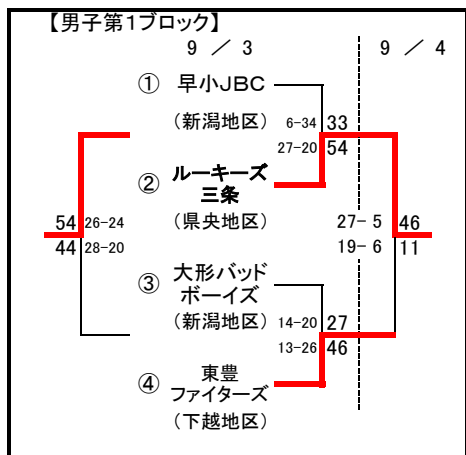 【男子第1ブロック】
9 ／ 3
9 ／ 4
① 早小JBC
(新潟地区)
6-34 33
27-20 54
② ルーキーズ
三条
(県央地区)
54 26-24
44 28-20
27- 5 46
19- 6 11
③ 大形バッド
ボーイズ
(新潟地区)
14-20 27
13-26 46
④ 東豊
ファイターズ
(下越地区)